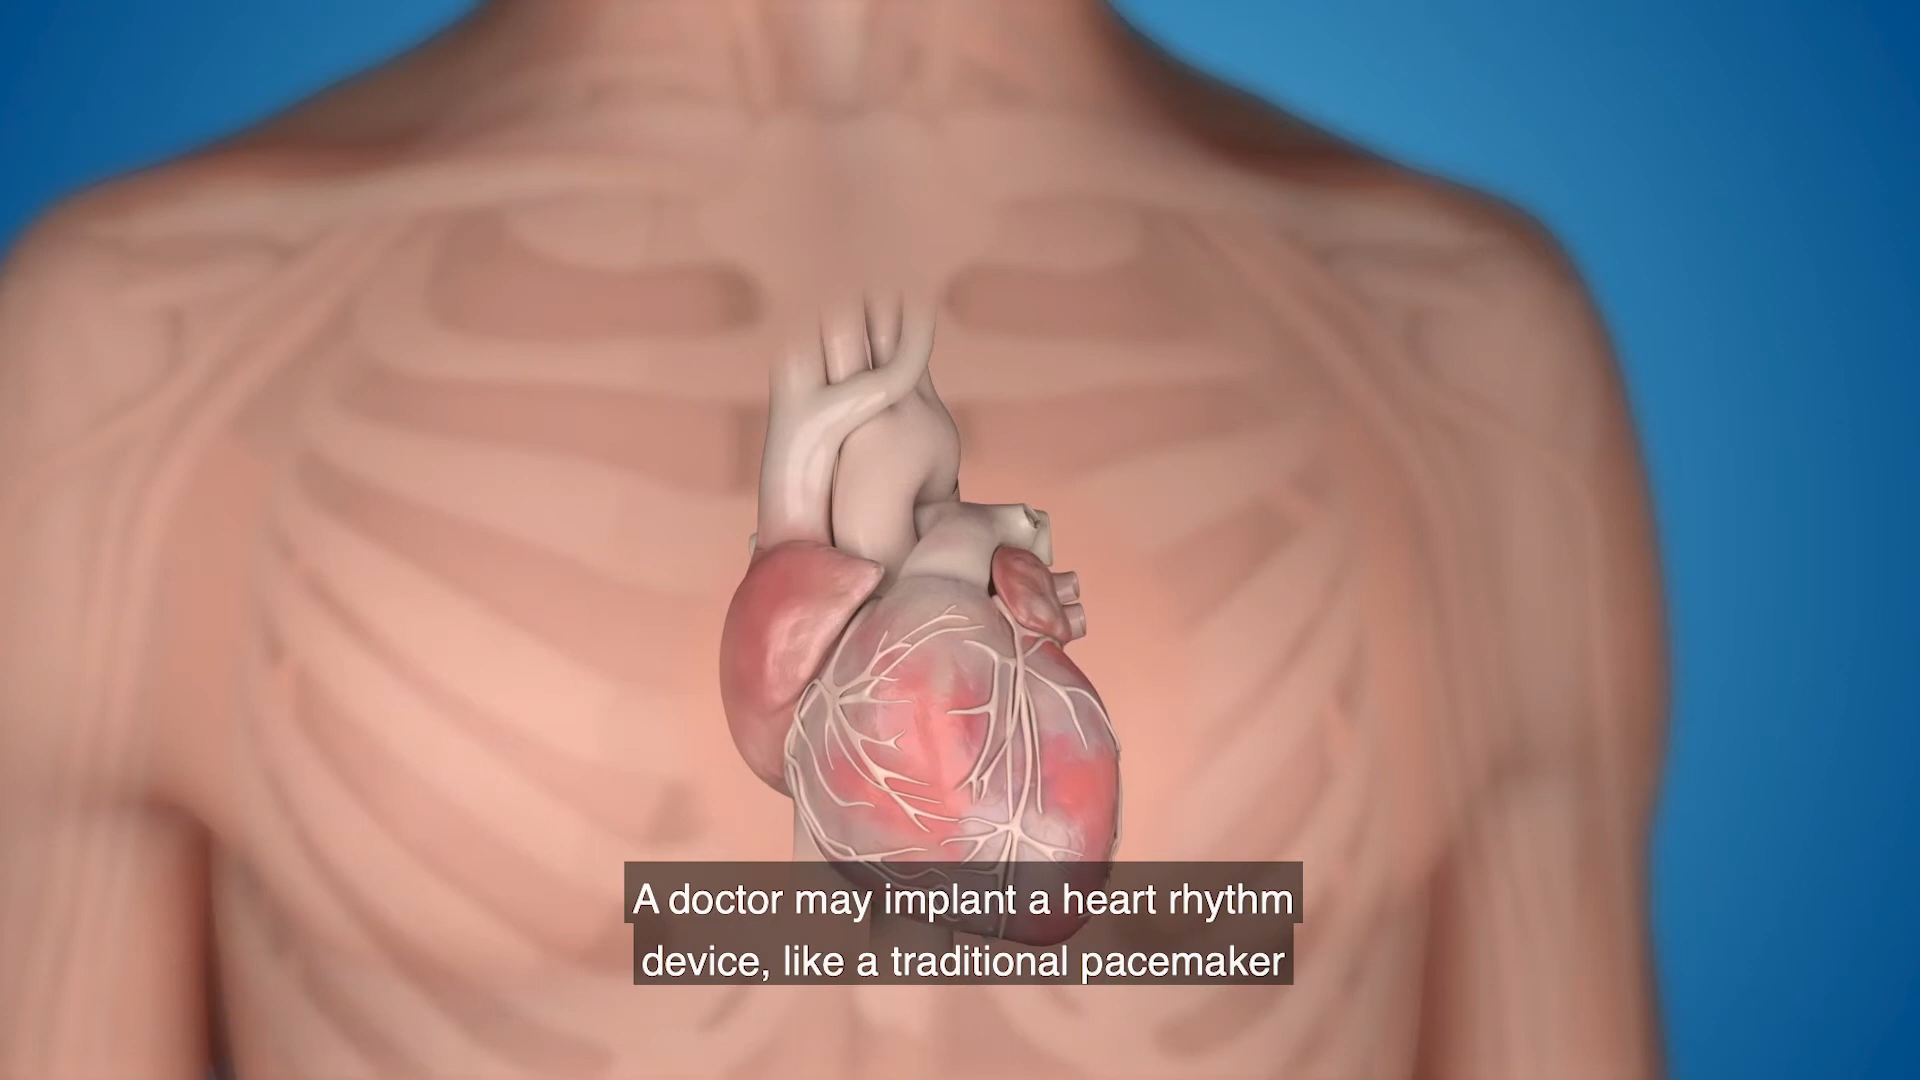 A doctor may implant a heart rhythm
device, like a traditional pacemaker